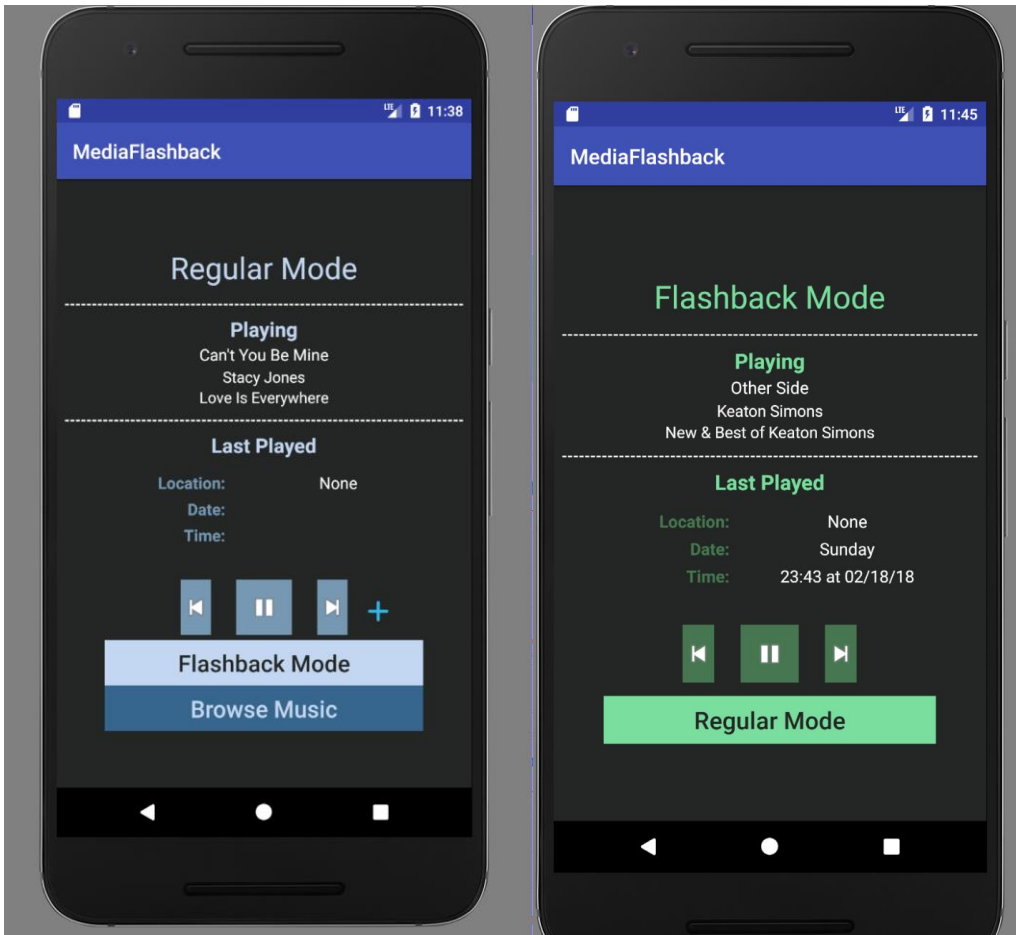 LTE 11:38
MediaFlashback
Regular Mode
Playing
Can't You Be Mine
Stacy Jones
Love Is Everywhere
Last Played
Location: None
Date:
Time:
Flashback Mode
Browse Music
LTE 11:45
MediaFlashback
Flashback Mode
Playing
Other Side
Keaton Simons
New & Best of Keaton Simons
Last Played
Location: None
Date: Sunday
Time: 23:43 at 02/18/18
Regular Mode